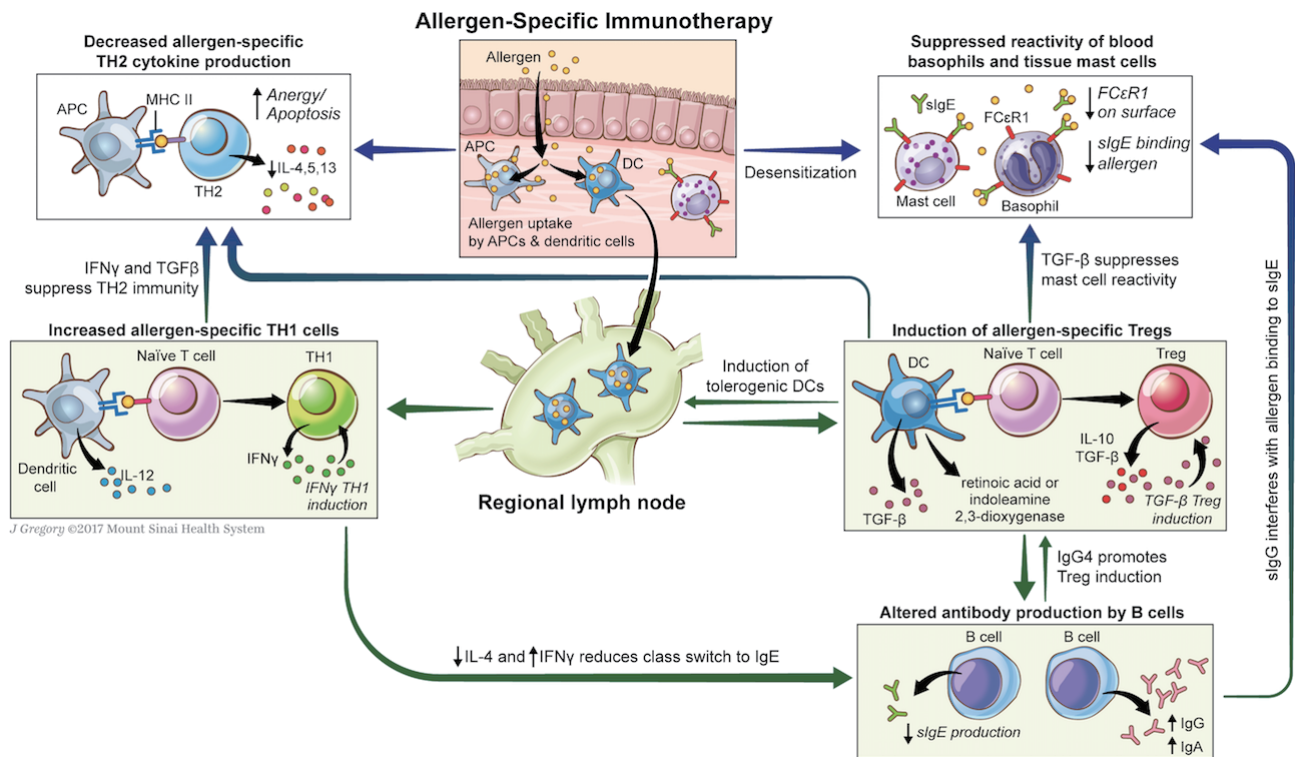 Allergen-Specific Immunotherapy
Decreased allergen-specific
TH2 cytokine production
APC
MHC II
↑ Anergy/
Apoptosis
↓IL-4,5,13
TH2
Allergen
APC
DC
Allergen uptake
by APCs & dendritic cells
Desensitization
Suppressed reactivity of blood
basophils and tissue mast cells
sIgE
FCεR1
↓ FCεR1
on surface
↓ sIgE binding
allergen
Mast cell
Basophil
IFNγ and TGFβ
suppress TH2 immunity
TGF-β suppresses
mast cell reactivity
Increased allergen-specific TH1 cells
Naïve T cell
TH1
Dendritic
cell
IL-12
IFNγ
IFNγ TH1
induction
J Gregory ©2017 Mount Sinai Health System
Regional lymph node
Induction of
tolerogenic DCs
Induction of allergen-specific Tregs
DC
Naïve T cell
Treg
TGF-β
retinoic acid or
indoleamine
2,3-dioxygenase
IL-10
TGF-β
TGF-β Treg
induction
IgG4 promotes
Treg induction
Altered antibody production by B cells
B cell
B cell
↓ sIgE production
↑ IgG
↑ IgA
↓IL-4 and ↑IFNγ reduces class switch to IgE
sIgG interferes with allergen binding to sIgE